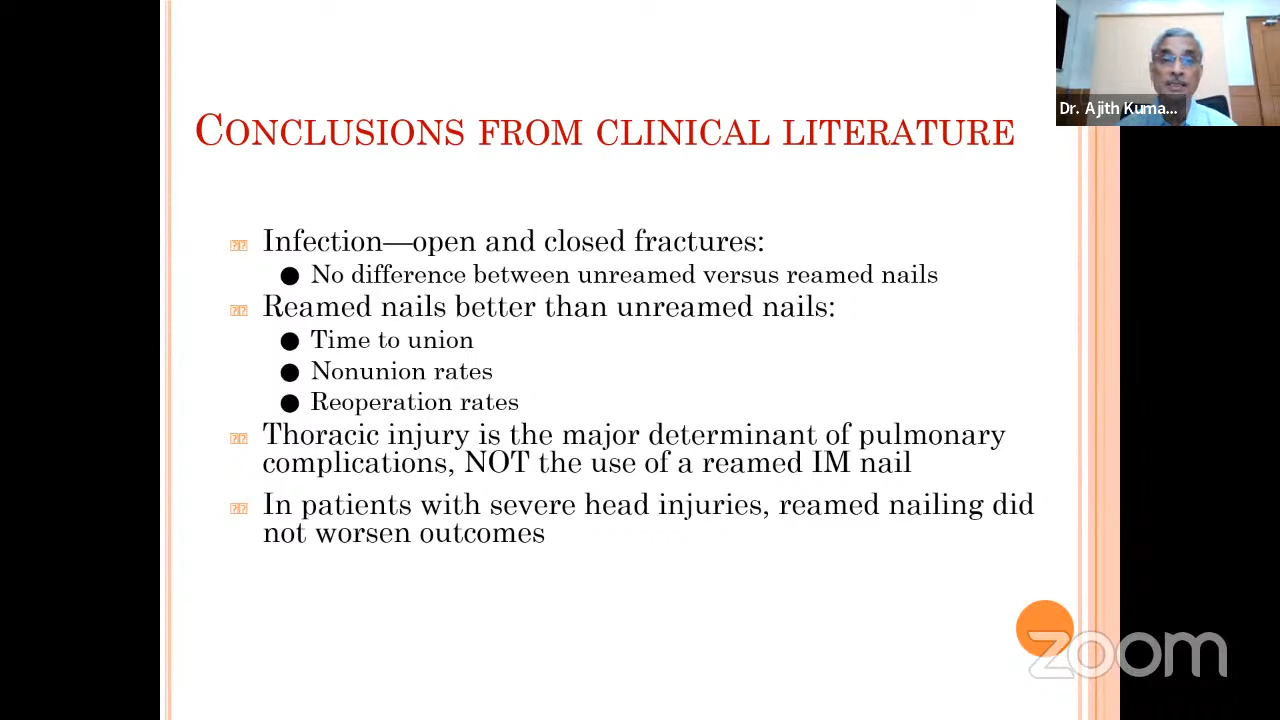 Dr. Ajith Kuma...
CONCLUSIONS FROM CLINICAL LITERATURE
Infection—open and closed fractures:
● No difference between unreamed versus reamed nails
Reamed nails better than unreamed nails:
● Time to union
● Nonunion rates
● Reoperation rates
Thoracic injury is the major determinant of pulmonary
complications, NOT the use of a reamed IM nail
In patients with severe head injuries, reamed nailing did
not worsen outcomes
zoom